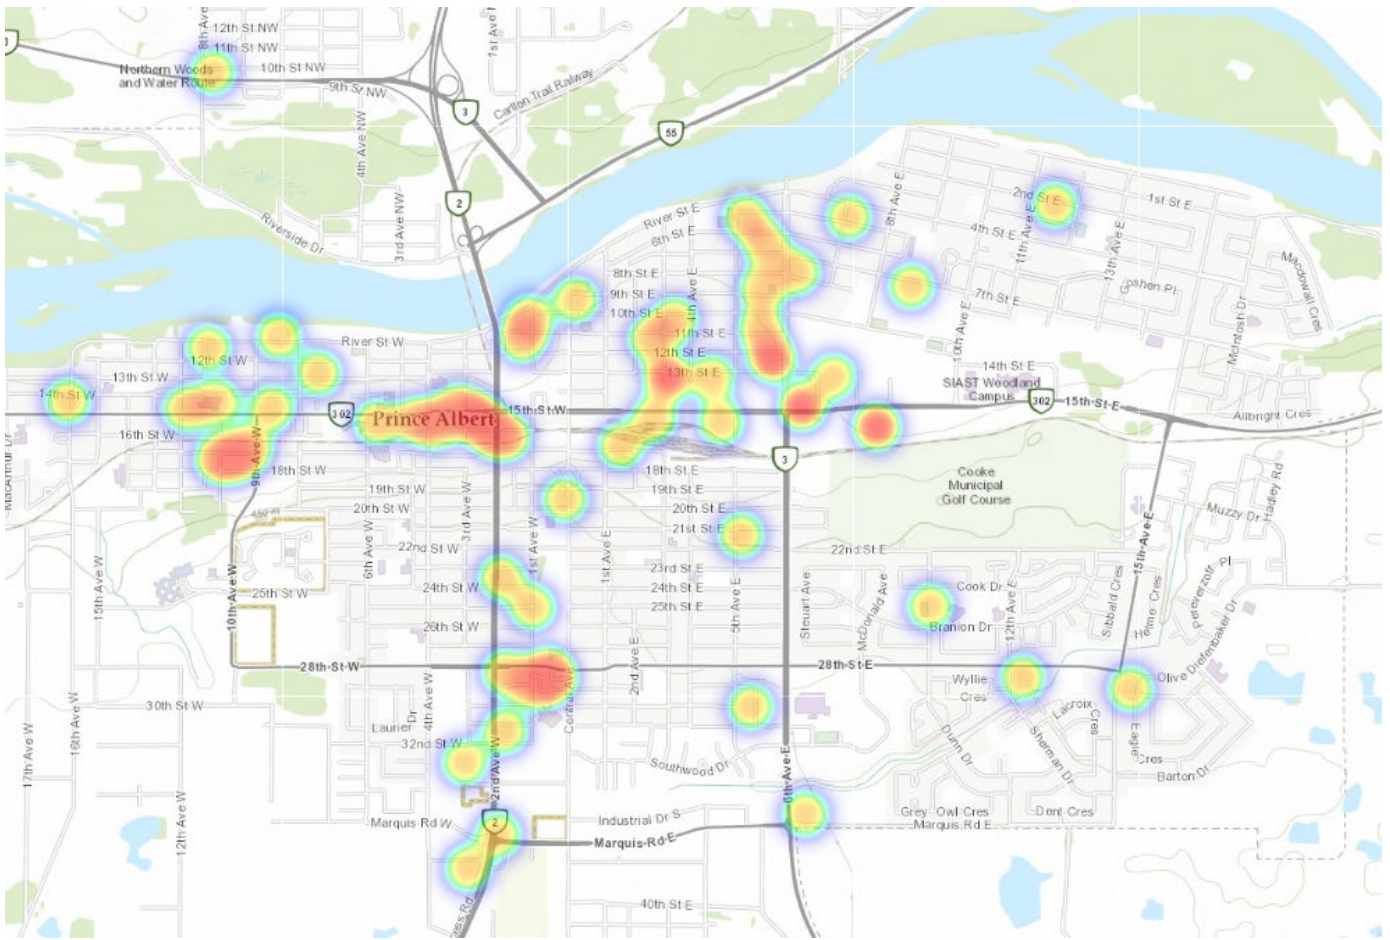 8th Ave
12th St NW
11th St NW
10th St NW
9th St NW
Northern Woods
and Water Route
1st Ave N
3
Carlton Trail Railway
55
4th Ave NW
2
3rd Ave NW
Riverside Dr
River St E
6th St E
8th St E
9th St E
10th St E
11th St E
12th St E
13th St E
4th Ave E
8th Ave E
2nd St E
1st St E
4th St E
11th Ave E
13th Ave E
7th St E
Goshen Pl
Macdowall Cres
McIntosh Dr
10th Ave E
14th St E
SIAST Woodland
Campus
302
15th St E
Allbright Cres
River St W
12th St W
13th St W
14th St W
302
Prince Albert
15th St W
16th St W
MacArthur Dr
9th Ave W
18th St W
19th St W
20th St W
450 m
3rd Ave W
3
18th St E
19th St E
20th St E
21st St E
Cooke
Municipal
Golf Course
Hadley Rd
Muzzy Dr
15th Ave E
22nd St W
6th Ave W
1st Ave W
1st Ave E
22nd St E
23rd St E
24th St W
24th St E
25th St W
25th St E
26th St W
15th Ave W
10th Ave W
5th Ave E
Steuart Ave
McDonald Ave
Cook Dr
Branion Dr
12th Ave E
Sibbald Cres
Helme Cres
Pereverzoff Pl
Olive Diefenbaker Dr
28th St W
28th St E
2nd Ave E
Wyllie
Cres
30th St W
16th Ave W
17th Ave W
12th Ave W
4th Ave W
Laurier Dr
Central Ave
32nd St W
2nd Ave W
Southwood Dr
6th Ave E
Dunn Dr
Sherman Dr
Lacroix
Cres
Eagle
Cres
Barton Dr
Marquis Rd W
2
Industrial Dr S
Marquis Rd E
Grey Owl Cres
Dent Cres
Marquis Rd E
40th St E